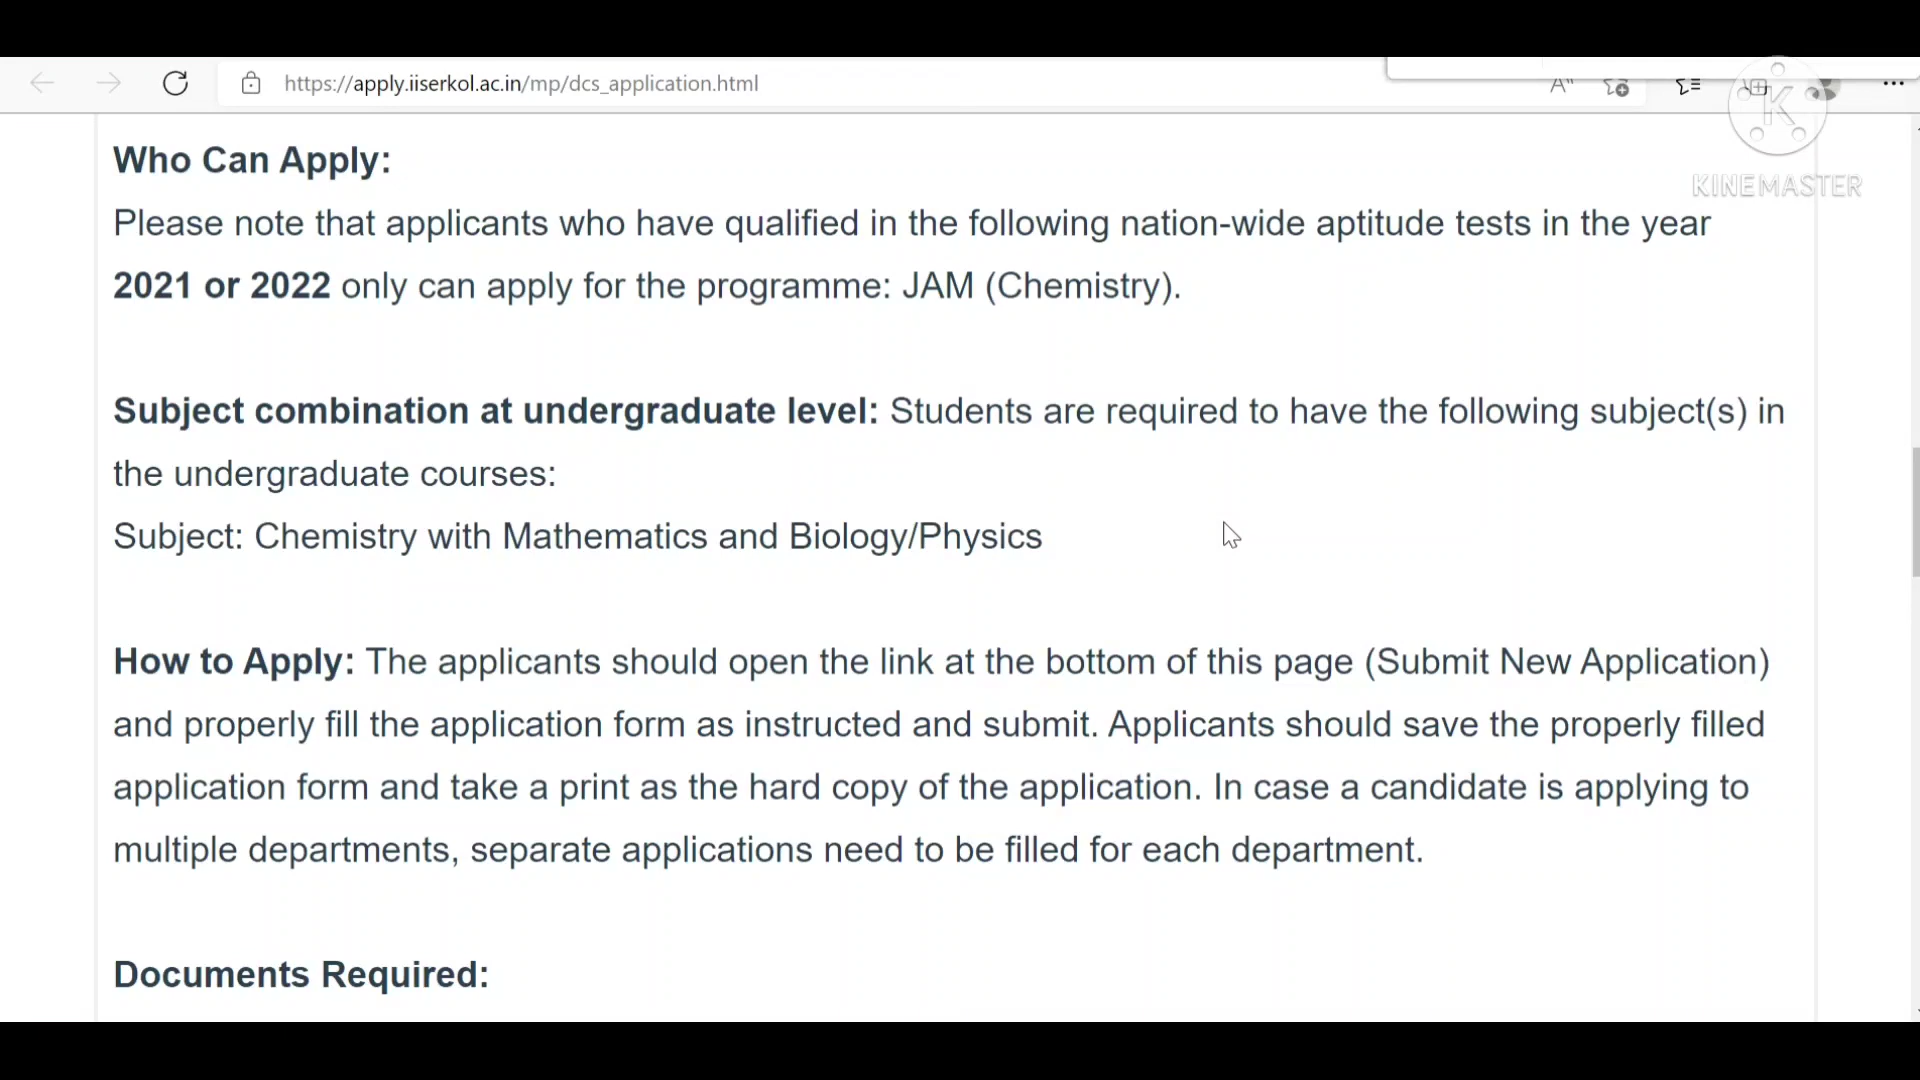 https://apply.iiserkol.ac.in/mp/dcs_application.html
KINEMASTER
Who Can Apply:
Please note that applicants who have qualified in the following nation-wide aptitude tests in the year
2021 or 2022 only can apply for the programme: JAM (Chemistry).
Subject combination at undergraduate level: Students are required to have the following subject(s) in
the undergraduate courses:
Subject: Chemistry with Mathematics and Biology/Physics
How to Apply: The applicants should open the link at the bottom of this page (Submit New Application)
and properly fill the application form as instructed and submit. Applicants should save the properly filled
application form and take a print as the hard copy of the application. In case a candidate is applying to
multiple departments, separate applications need to be filled for each department.
Documents Required: